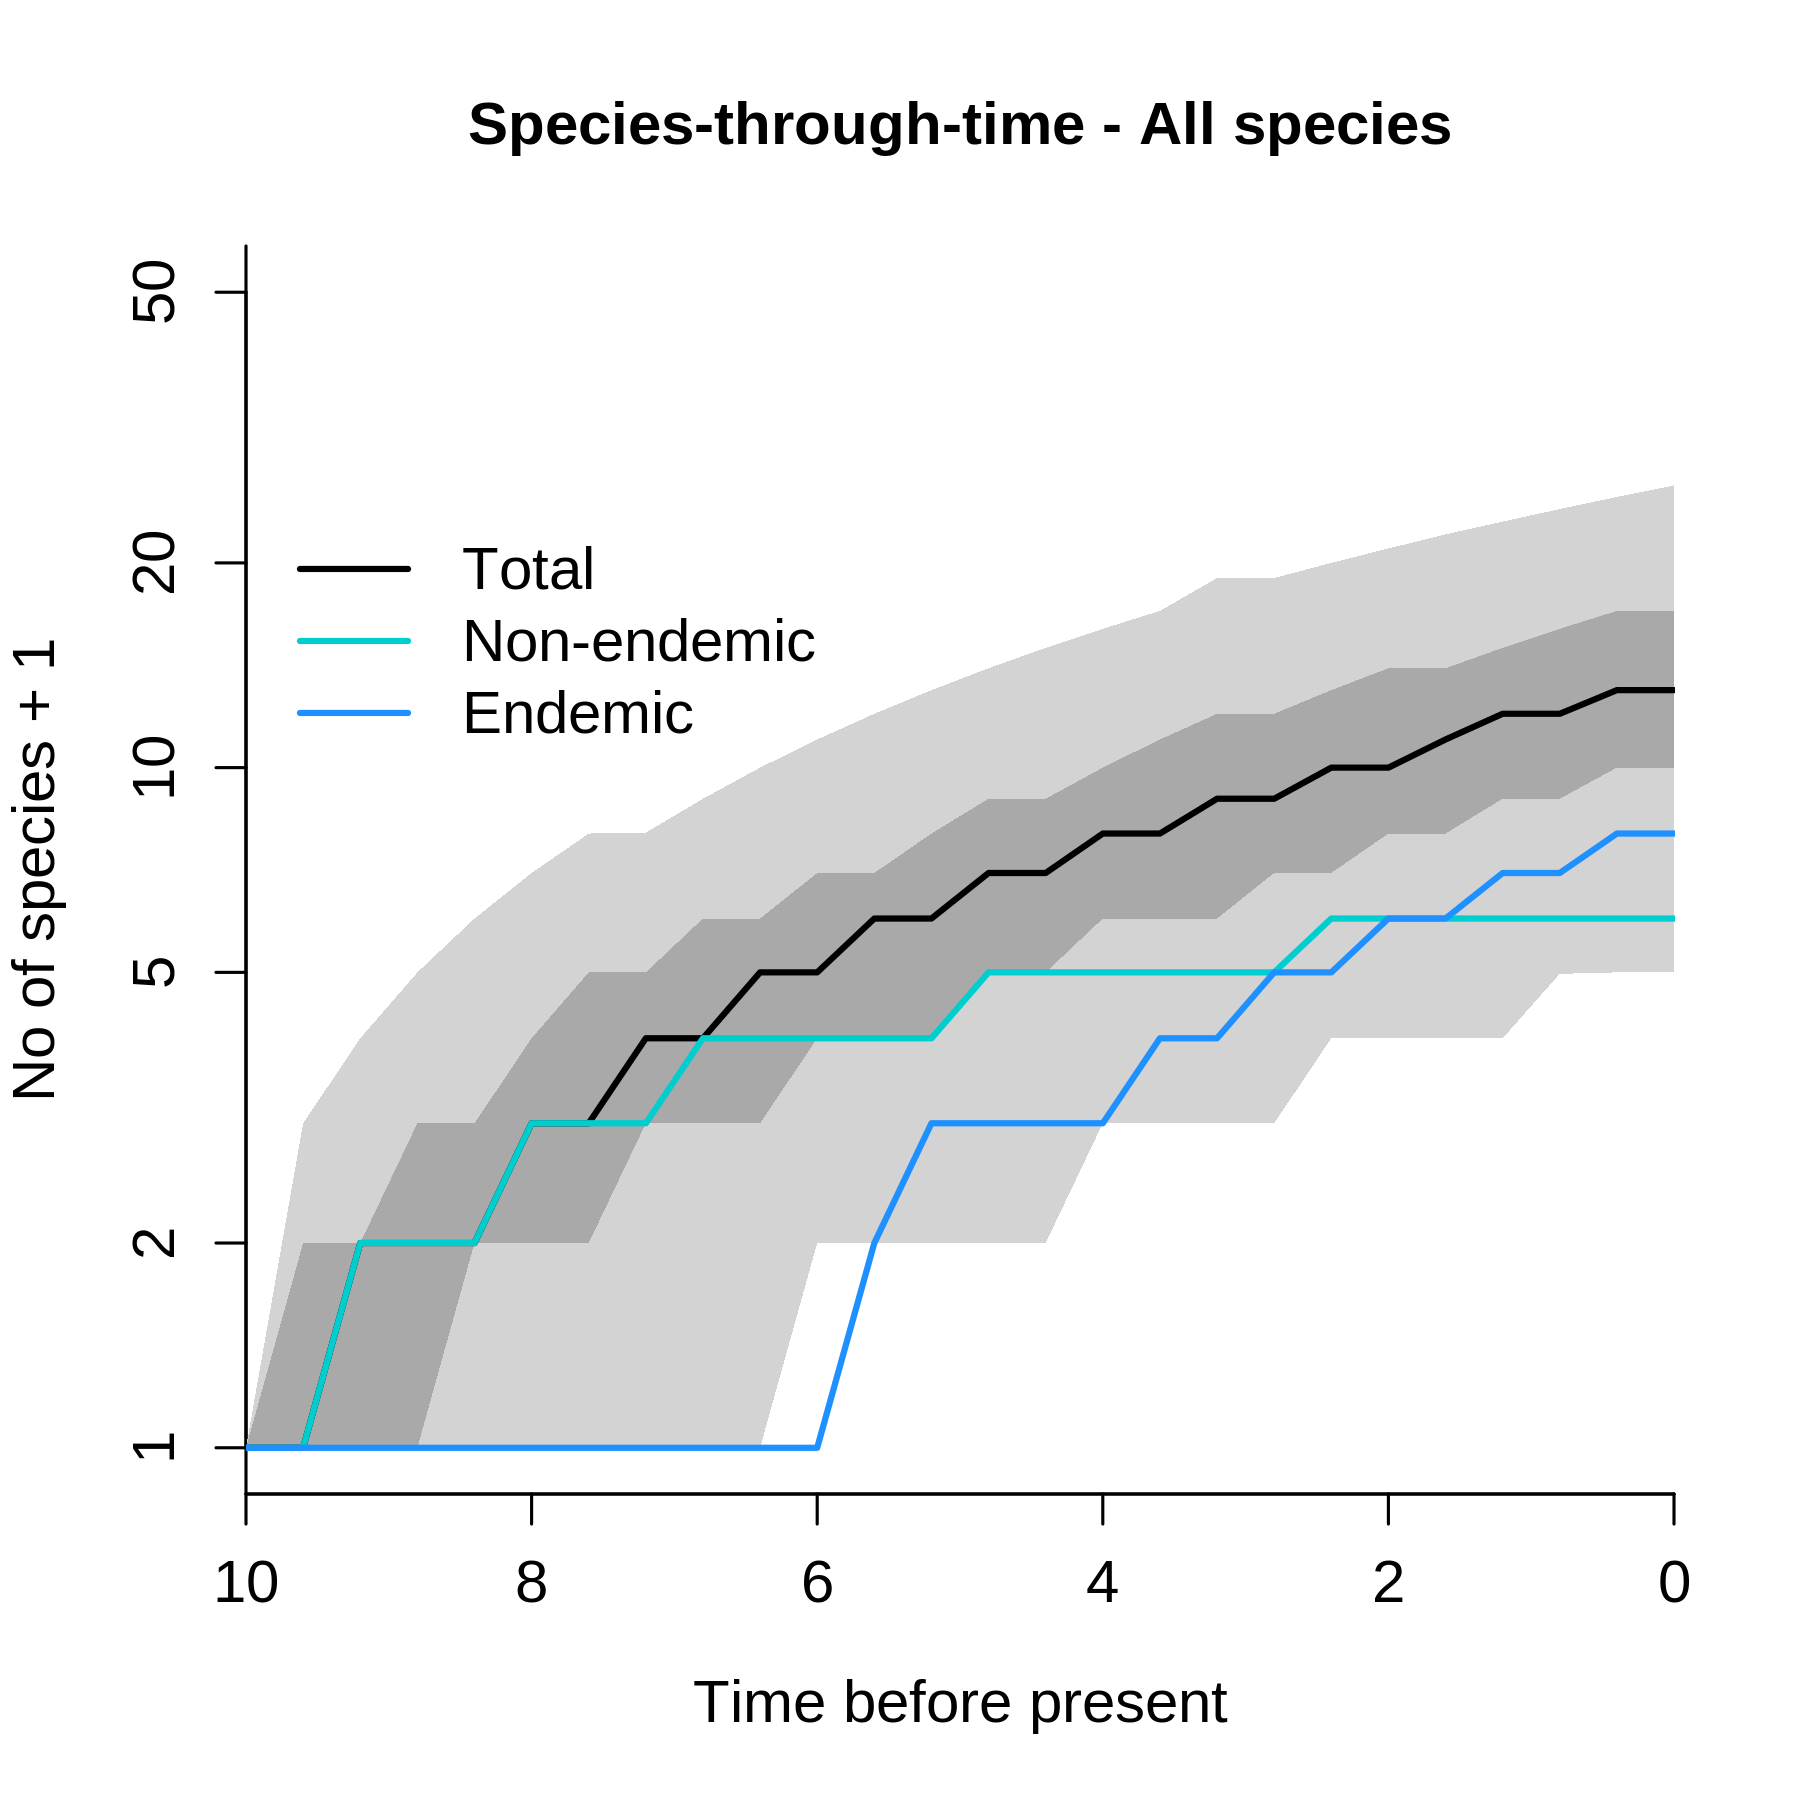 Species-through-time - All species
50
20
10
5
2
1
No of species + 1
Total
Non-endemic
Endemic
10 8 6 4 2 0
Time before present